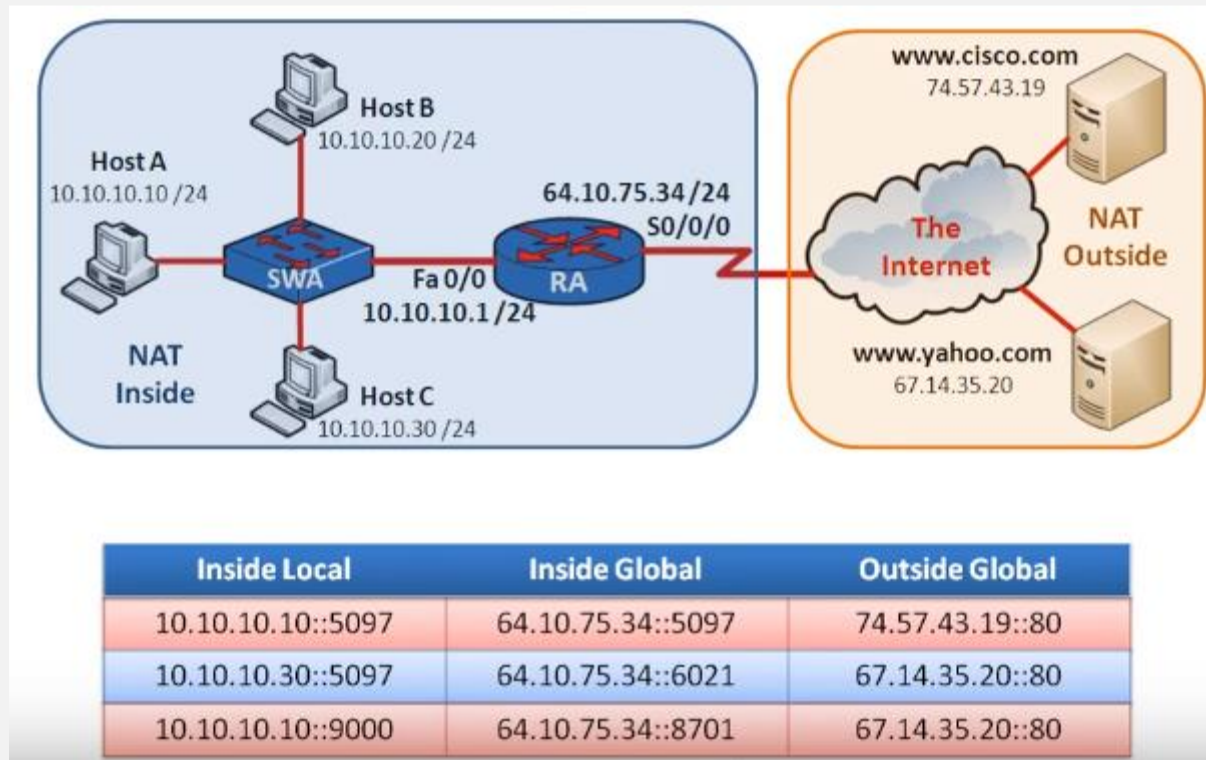 www.cisco.com
74.57.43.19
Host B
10.10.10.20 /24
Host A
10.10.10.10 /24
64.10.75.34 /24
S0/0/0
The
Internet
NAT
Outside
SWA
Fa 0/0
RA
10.10.10.1 /24
NAT
Inside
www.yahoo.com
67.14.35.20
Host C
10.10.10.30 /24
Inside Local Inside Global Outside Global
10.10.10.10::5097 64.10.75.34::5097 74.57.43.19::80
10.10.10.30::5097 64.10.75.34::6021 67.14.35.20::80
10.10.10.10::9000 64.10.75.34::8701 67.14.35.20::80